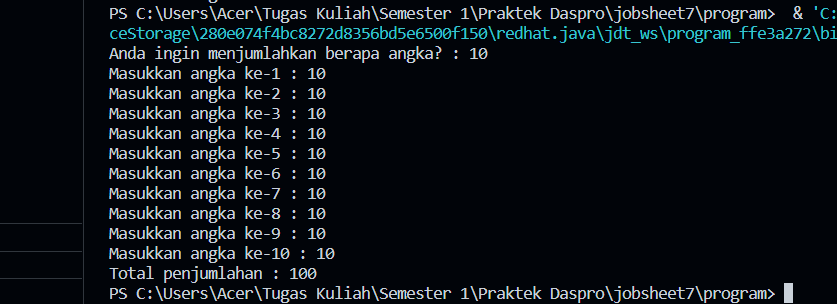 PS C:\Users\Acer\Tugas Kuliah\Semester 1\Praktek Daspro\jobsheet7\program>  & 'C:
ceStorage\280e074f4bc8272d8356bd5e6500f150\redhat.java\jdt_ws\program_ffe3a272\bi
Anda ingin menjumlahkan berapa angka? : 10
Masukkan angka ke-1 : 10
Masukkan angka ke-2 : 10
Masukkan angka ke-3 : 10
Masukkan angka ke-4 : 10
Masukkan angka ke-5 : 10
Masukkan angka ke-6 : 10
Masukkan angka ke-7 : 10
Masukkan angka ke-8 : 10
Masukkan angka ke-9 : 10
Masukkan angka ke-10 : 10
Total penjumlahan : 100
PS C:\Users\Acer\Tugas Kuliah\Semester 1\Praktek Daspro\jobsheet7\program>